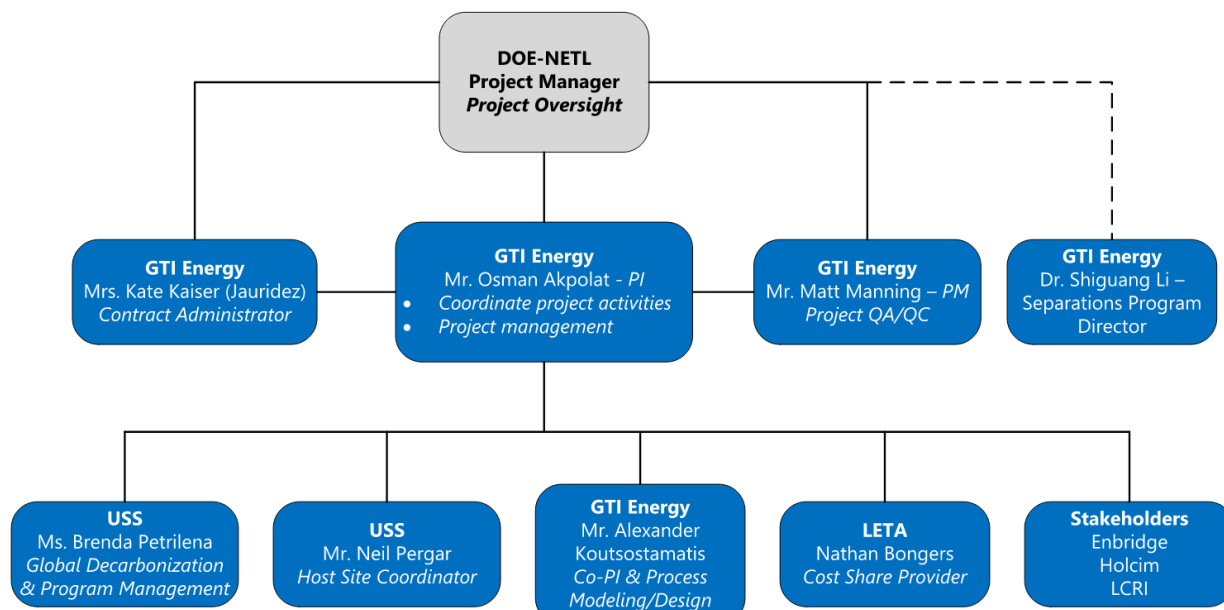 DOE-NETL
Project Manager
Project Oversight
GTI Energy
Mrs. Kate Kaiser (Jauridez)
Contract Administrator
GTI Energy
Mr. Osman Akpolat - PI
• Coordinate project activities
• Project management
GTI Energy
Mr. Matt Manning – PM
Project QA/QC
GTI Energy
Dr. Shiguang Li –
Separations Program
Director
USS
Ms. Brenda Petrilena
Global Decarbonization
& Program Management
USS
Mr. Neil Pergar
Host Site Coordinator
GTI Energy
Mr. Alexander
Koutsostamatis
Co-PI & Process
Modeling/Design
LETA
Nathan Bongers
Cost Share Provider
Stakeholders
Enbridge
Holcim
LCRI